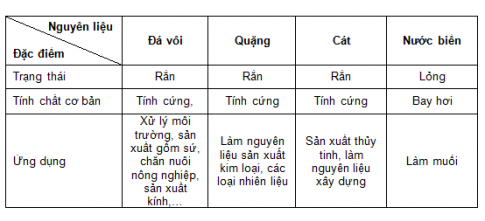 Nguyên liệu
Đặc điểm
Đá vôi
Quặng
Cát
Nước biển
Trạng thái
Rắn
Rắn
Rắn
Lỏng
Tính chất cơ bản
Tính cứng,
Tính cứng
Tính cứng
Bay hơi
Ứng dụng
Xử lý môi
trường, sản
xuất gốm sứ,
chăn nuôi
nông nghiệp,
sản xuất
kính,...
Làm nguyên
liệu sản xuất
kim loại, các
loại nhiên liệu
Sản xuất thủy
tinh, làm
nguyên liệu
xây dựng
Làm muối